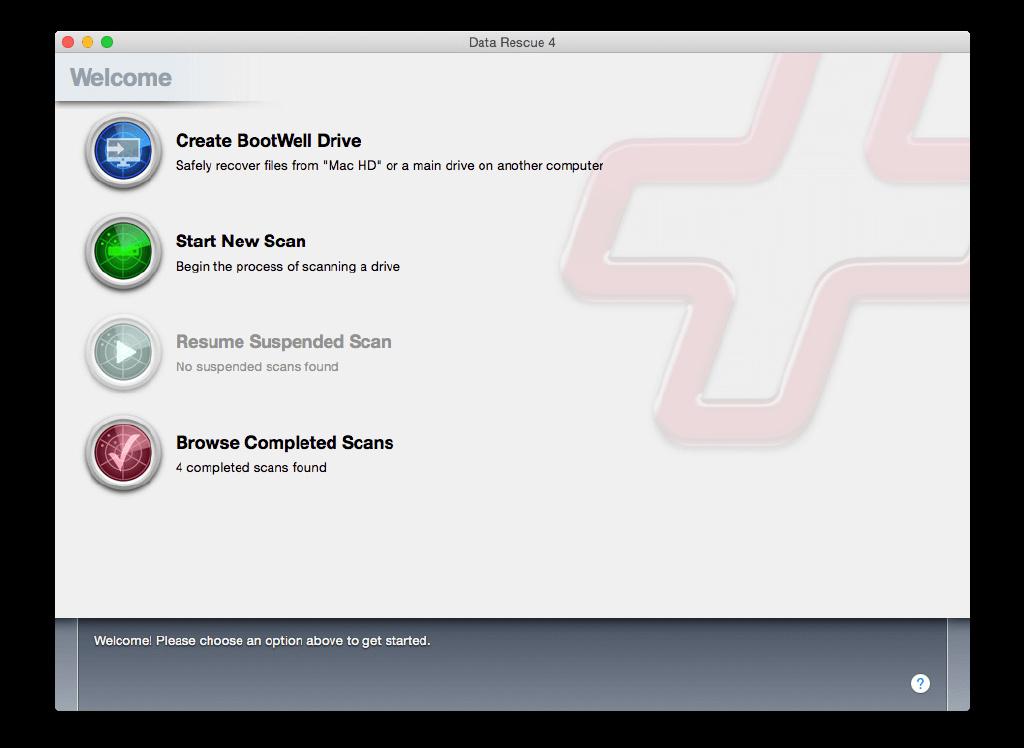 Data Rescue 4
Welcome
Create BootWell Drive
Safely recover files from "Mac HD" or a main drive on another computer
Start New Scan
Begin the process of scanning a drive
Resume Suspended Scan
No suspended scans found
Browse Completed Scans
4 completed scans found
Welcome! Please choose an option above to get started.
?